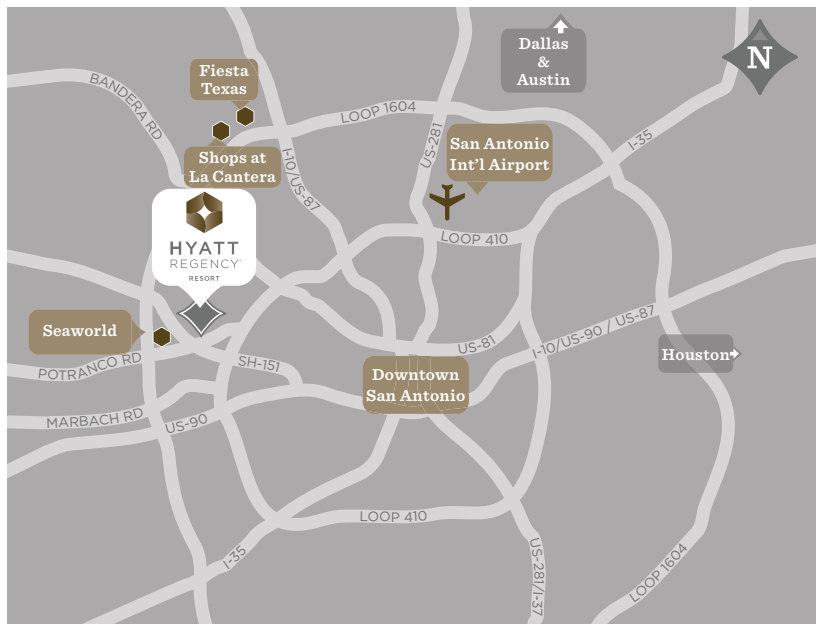 Dallas
&
Austin
N
Fiesta
Texas
BANDERA RD
LOOP 1604
US-281
I-35
San Antonio
Int'l Airport
Shops at
La Cantera
I-10/US-87
HYATT
REGENCY
RESORT
LOOP 410
Seaworld
I-10/US-90 / US-87
US-81
Houston
POTRANCO RD
SH-151
Downtown
San Antonio
MARBACH RD
US-90
LOOP 410
I-35
US-281/I-37
LOOP 1604